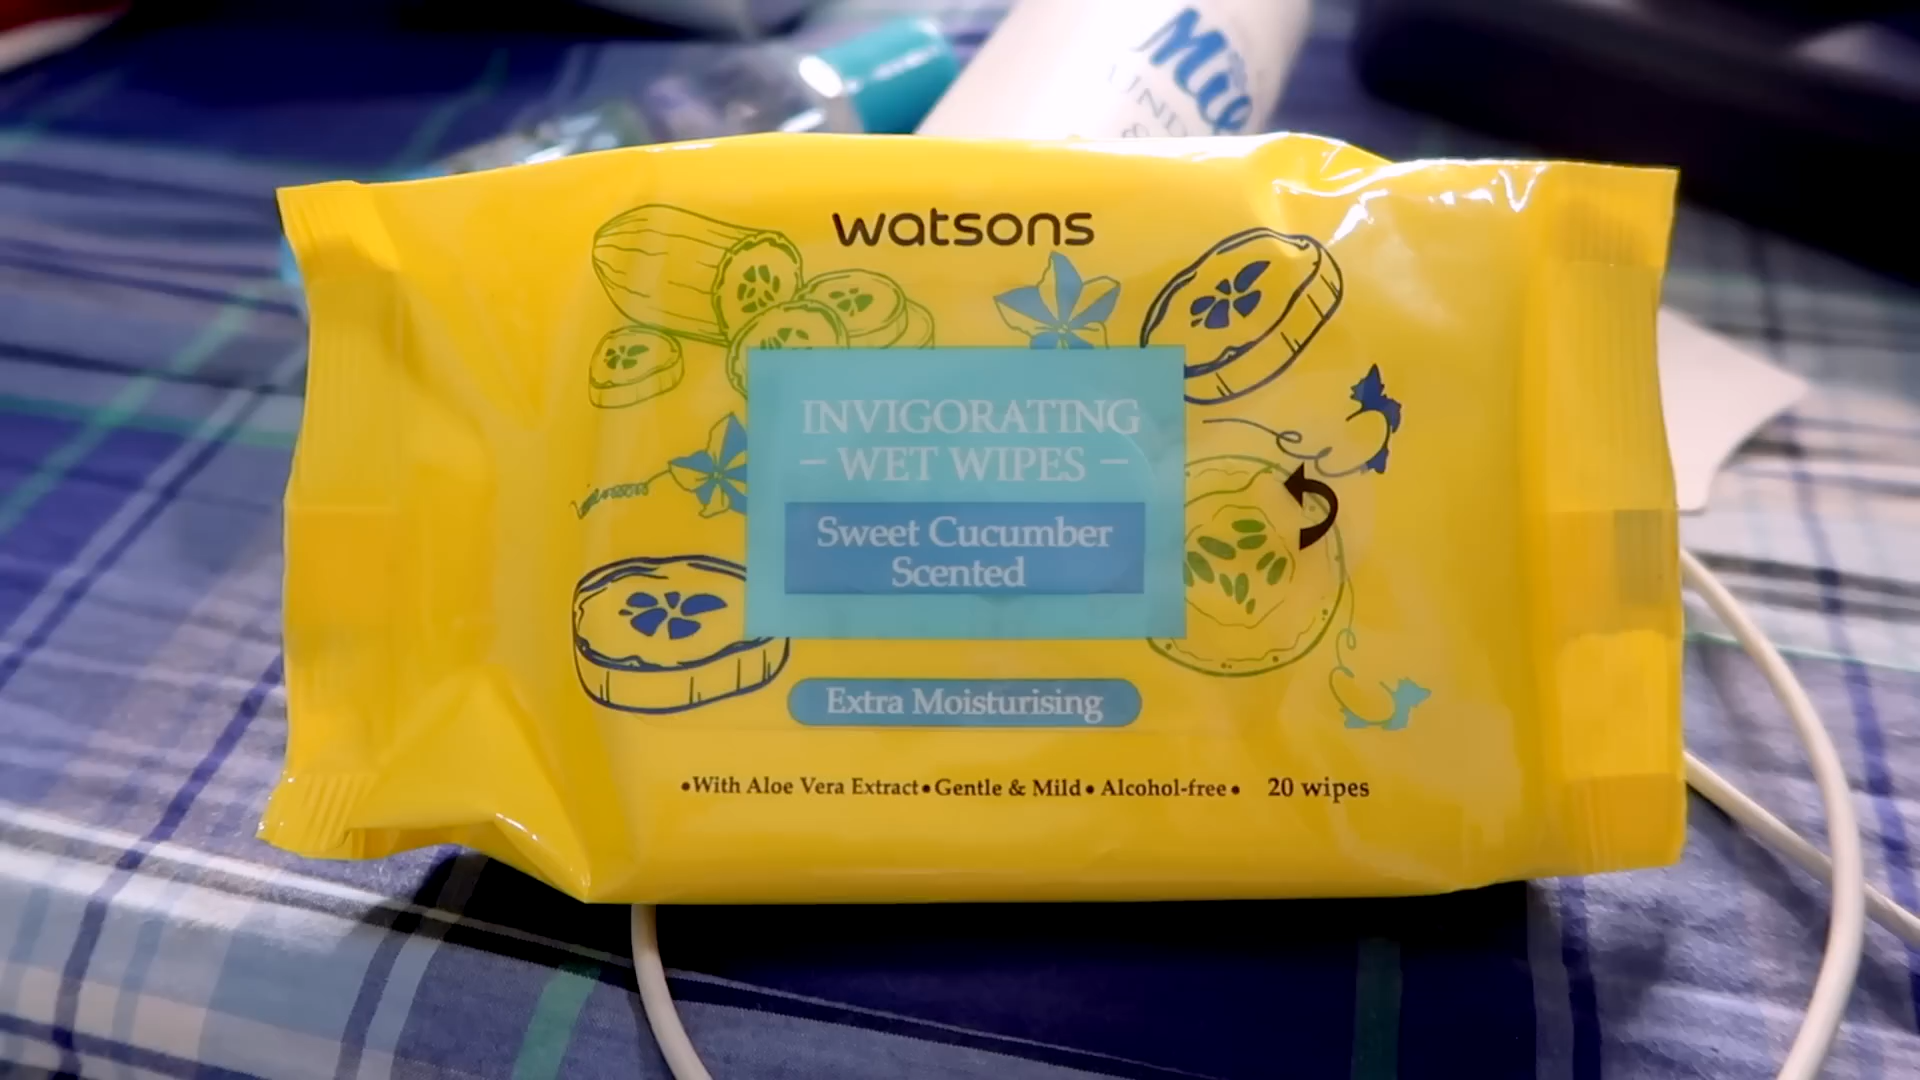 watsons
INVIGORATING
– WET WIPES –
Sweet Cucumber
Scented
Extra Moisturising
•With Aloe Vera Extract• Gentle & Mild• Alcohol-free• 20 wipes
&